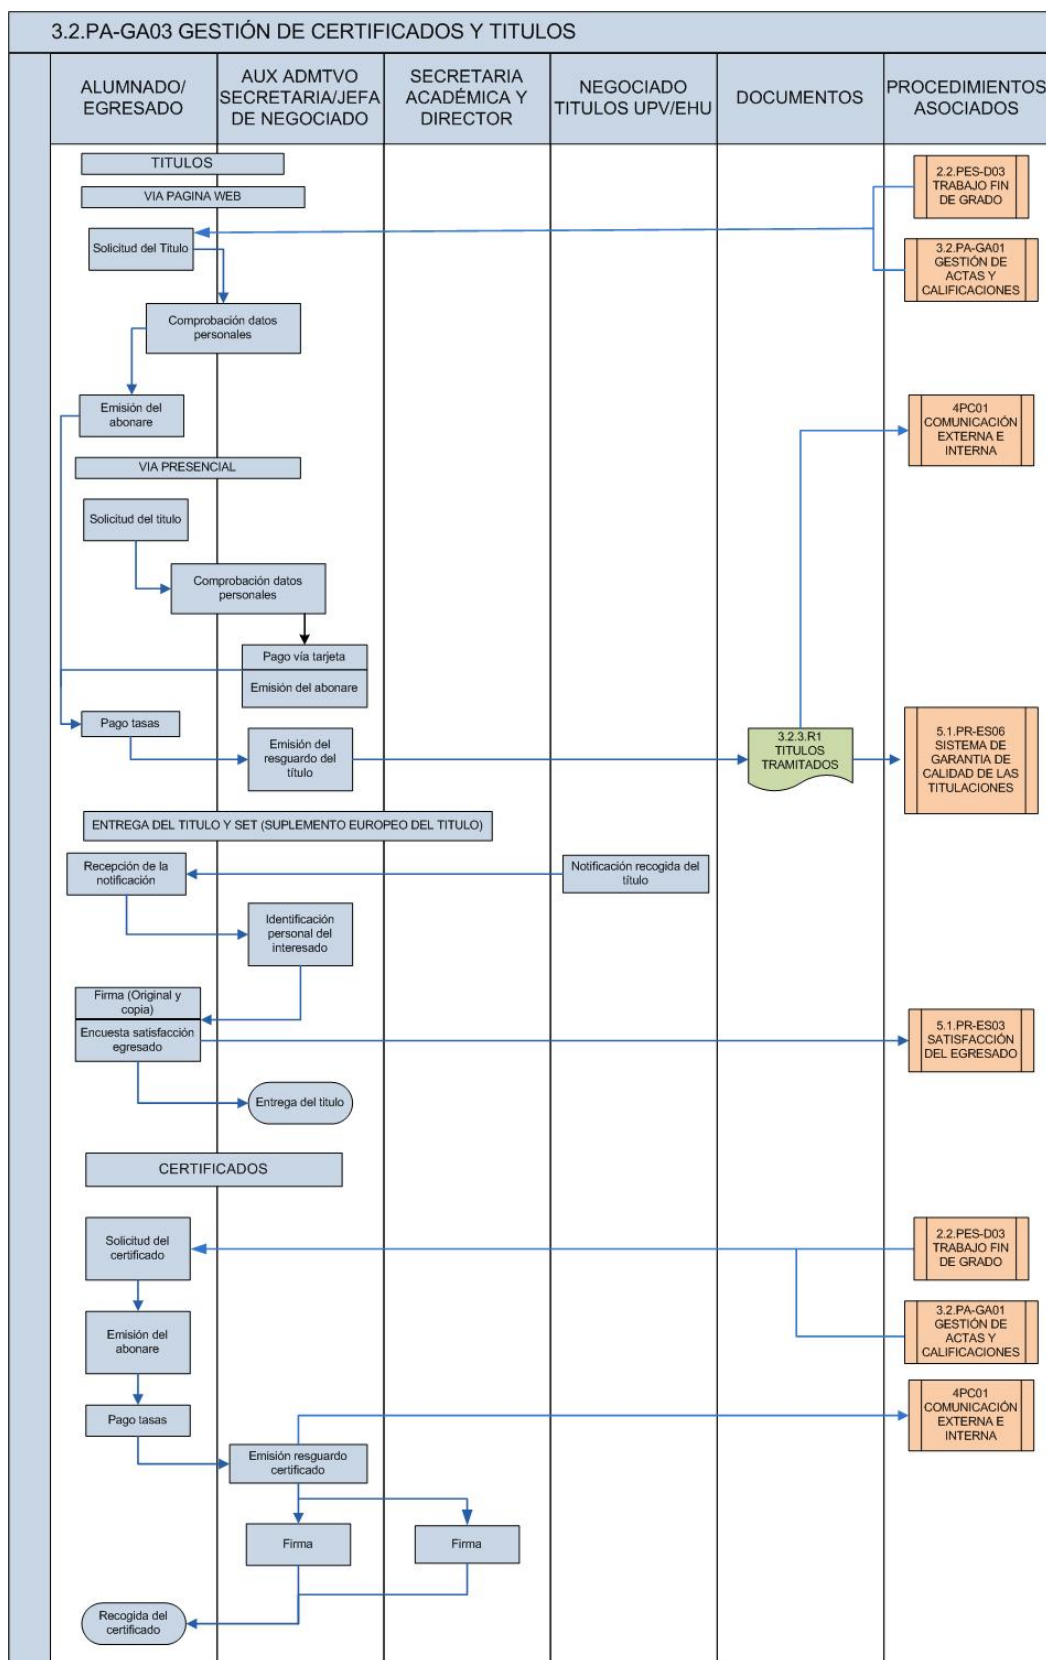 3.2.PA-GA03 GESTIÓN DE CERTIFICADOS Y TITULOS
ALUMNADO/
EGRESADO
AUX ADMTVO
SECRETARIA/JEFA
DE NEGOCIADO
SECRETARIA
ACADÉMICA Y
DIRECTOR
NEGOCIADO
TITULOS UPV/EHU
DOCUMENTOS
PROCEDIMIENTOS
ASOCIADOS
TITULOS
VIA PAGINA WEB
2.2.PES-D03
TRABAJO FIN
DE GRADO
Solicitud del Titulo
3.2.PA-GA01
GESTIÓN DE
ACTAS Y
CALIFICACIONES
Comprobación datos
personales
Emisión del
abonare
4PC01
COMUNICACIÓN
EXTERNA E
INTERNA
VIA PRESENCIAL
Solicitud del titulo
Comprobación datos
personales
Pago vía tarjeta
Emisión del abonare
Pago tasas
Emisión del
resguardo del
título
3.2.3.R1
TITULOS
TRAMITADOS
5.1.PR-ES06
SISTEMA DE
GARANTIA DE
CALIDAD DE LAS
TITULACIONES
ENTREGA DEL TITULO Y SET (SUPLEMENTO EUROPEO DEL TITULO)
Recepción de la
notificación
Notificación recogida del
título
Identificación
personal del
interesado
Firma (Original y
copia)
Encuesta satisfacción
egresado
5.1.PR-ES03
SATISFACCIÓN
DEL EGRESADO
Entrega del titulo
CERTIFICADOS
Solicitud del
certificado
2.2.PES-D03
TRABAJO FIN
DE GRADO
Emisión del
abonare
3.2.PA-GA01
GESTIÓN DE
ACTAS Y
CALIFICACIONES
Pago tasas
4PC01
COMUNICACIÓN
EXTERNA E
INTERNA
Emisión resguardo
certificado
Firma
Firma
Recogida del
certificado